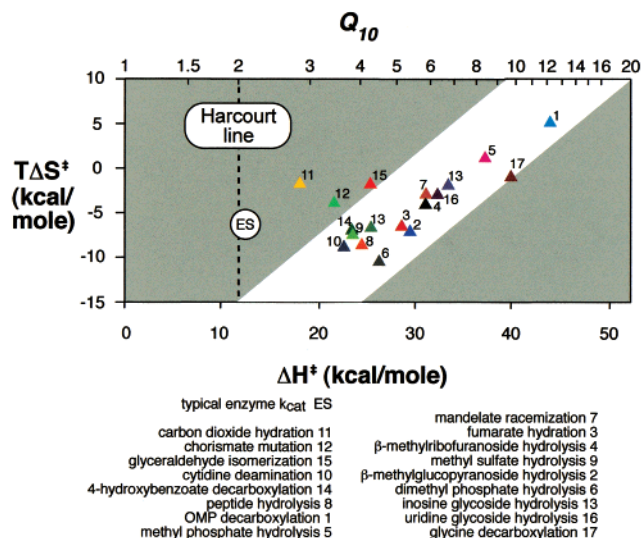 Q10
1 1.5 2 3 4 5 6 8 10 12 16 20
10
5
0
-5
-10
-15
TΔS‡
(kcal/
mole)
Harcourt
line
ES
1
5
17
11
15
12
7
13
16
4
14
9
13
3
2
10
8
6
0 10 20 30 40 50
ΔH‡ (kcal/mole)
typical enzyme kcat ES
carbon dioxide hydration 11
chorismate mutation 12
glyceraldehyde isomerization 15
cytidine deamination 10
4-hydroxybenzoate decarboxylation 14
peptide hydrolysis 8
OMP decarboxylation 1
methyl phosphate hydrolysis 5
mandelate racemization 7
fumarate hydration 3
β-methylribofuranoside hydrolysis 4
methyl sulfate hydrolysis 9
β-methylglucopyranoside hydrolysis 2
dimethyl phosphate hydrolysis 6
inosine glycoside hydrolysis 13
uridine glycoside hydrolysis 16
glycine decarboxylation 17